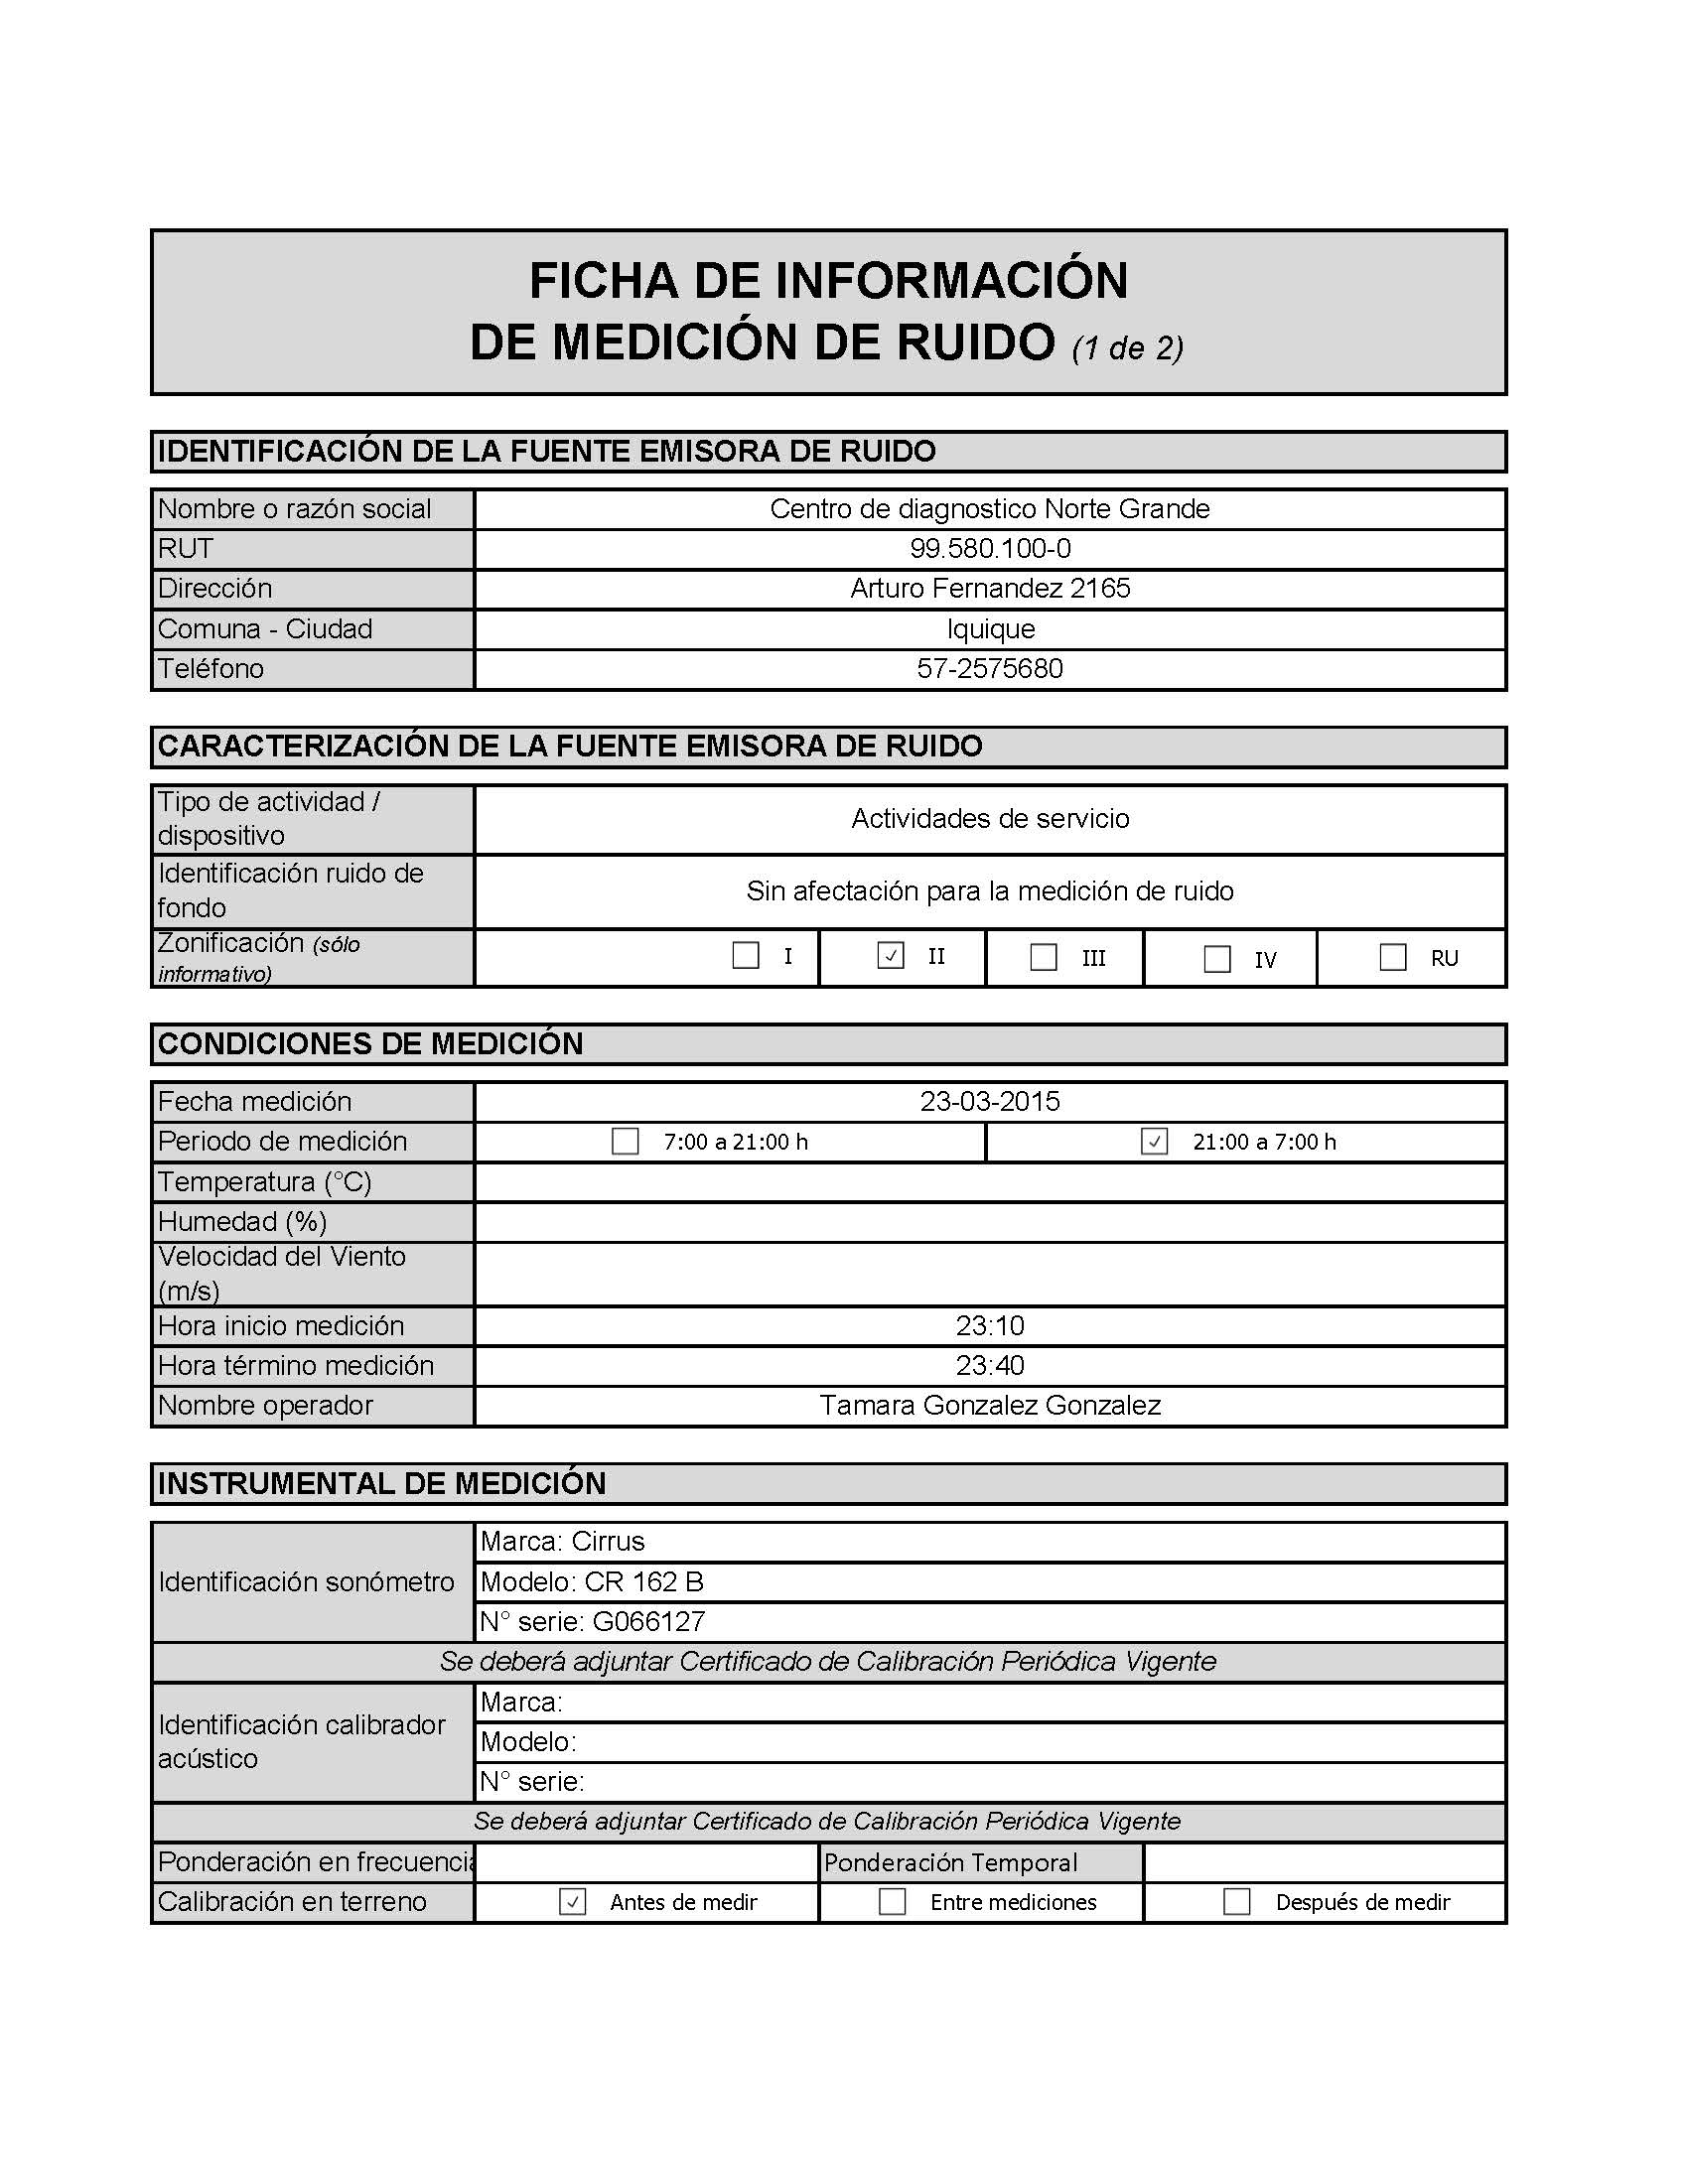 FICHA DE INFORMACIÓN
DE MEDICIÓN DE RUIDO (1 de 2)
IDENTIFICACIÓN DE LA FUENTE EMISORA DE RUIDO
Nombre o razón social Centro de diagnostico Norte Grande
RUT 99.580.100-0
Dirección Arturo Fernandez 2165
Comuna - Ciudad Iquique
Teléfono 57-2575680
CARACTERIZACIÓN DE LA FUENTE EMISORA DE RUIDO
Tipo de actividad /
dispositivo
Actividades de servicio
Identificación ruido de
fondo
Sin afectación para la medición de ruido
Zonificación (sólo
informativo)
☐ I ☑ II ☐ III ☐ IV ☐ RU
CONDICIONES DE MEDICIÓN
Fecha medición 23-03-2015
Periodo de medición ☐ 7:00 a 21:00 h ☑ 21:00 a 7:00 h
Temperatura (°C)
Humedad (%)
Velocidad del Viento
(m/s)
Hora inicio medición 23:10
Hora término medición 23:40
Nombre operador Tamara Gonzalez Gonzalez
INSTRUMENTAL DE MEDICIÓN
Identificación sonómetro
Marca: Cirrus
Modelo: CR 162 B
N° serie: G066127
Se deberá adjuntar Certificado de Calibración Periódica Vigente
Identificación calibrador
acústico
Marca:
Modelo:
N° serie:
Se deberá adjuntar Certificado de Calibración Periódica Vigente
Ponderación en frecuencia Ponderación Temporal
Calibración en terreno ☑ Antes de medir ☐ Entre mediciones ☐ Después de medir